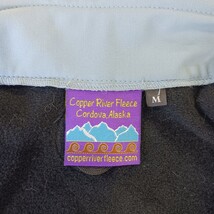 Copper River Fleece
Cordova, Alaska
M
copperriverfleece.com